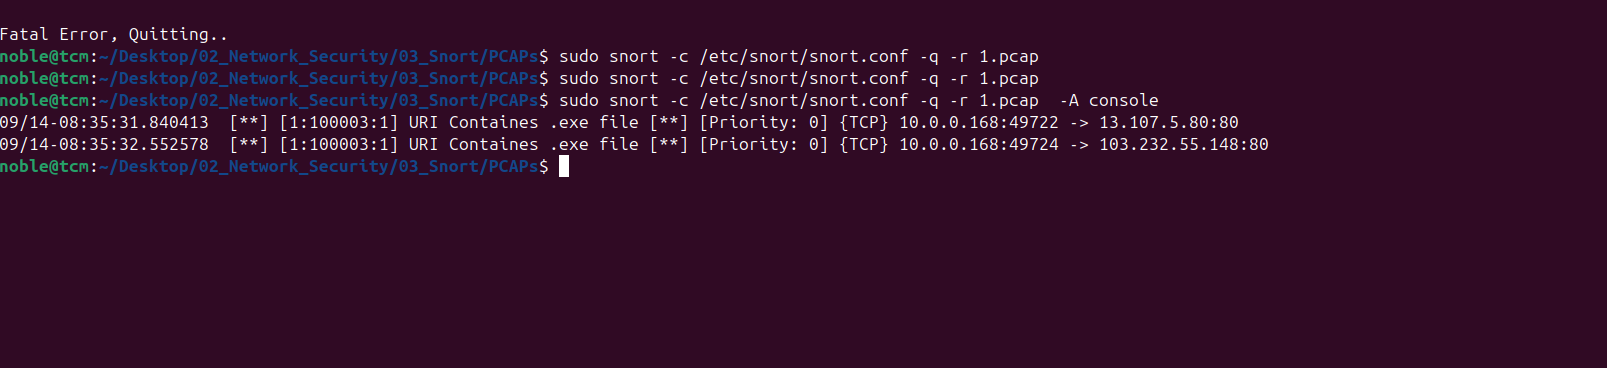 Fatal Error, Quitting..
noble@tcm:~/Desktop/02_Network_Security/03_Snort/PCAPs$ sudo snort -c /etc/snort/snort.conf -q -r 1.pcap
noble@tcm:~/Desktop/02_Network_Security/03_Snort/PCAPs$ sudo snort -c /etc/snort/snort.conf -q -r 1.pcap
noble@tcm:~/Desktop/02_Network_Security/03_Snort/PCAPs$ sudo snort -c /etc/snort/snort.conf -q -r 1.pcap  -A console
09/14-08:35:31.840413  [**] [1:100003:1] URI Containes .exe file [**] [Priority: 0] {TCP} 10.0.0.168:49722 -> 13.107.5.80:80
09/14-08:35:32.552578  [**] [1:100003:1] URI Containes .exe file [**] [Priority: 0] {TCP} 10.0.0.168:49724 -> 103.232.55.148:80
noble@tcm:~/Desktop/02_Network_Security/03_Snort/PCAPs$